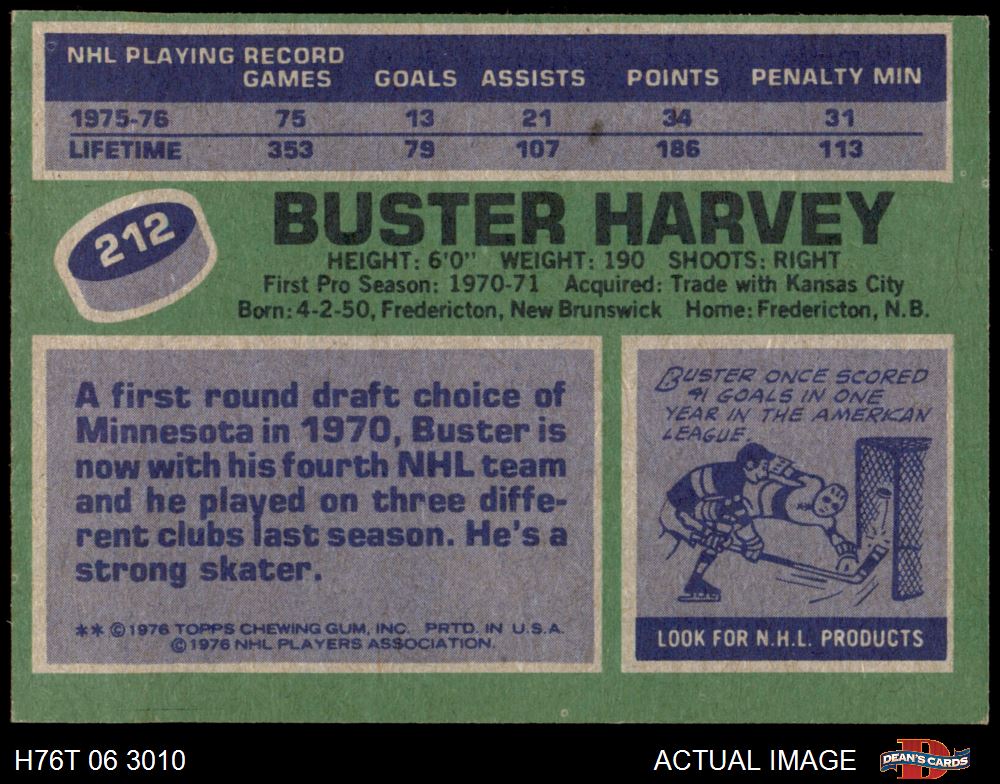 NHL PLAYING RECORD
GAMES GOALS ASSISTS POINTS PENALTY MIN
1975-76 75 13 21 34 31
LIFETIME 353 79 107 186 113
212
BUSTER HARVEY
HEIGHT: 6'0" WEIGHT: 190 SHOOTS: RIGHT
First Pro Season: 1970-71 Acquired: Trade with Kansas City
Born: 4-2-50, Fredericton, New Brunswick Home: Fredericton, N.B.
A first round draft choice of
Minnesota in 1970, Buster is
now with his fourth NHL team
and he played on three diffe-
rent clubs last season. He's a
strong skater.
** © 1976 TOPPS CHEWING GUM, INC. PRTD. IN U.S.A.
© 1976 NHL PLAYERS ASSOCIATION.
BUSTER ONCE SCORED
41 GOALS IN ONE
YEAR IN THE AMERICAN
LEAGUE.
LOOK FOR N.H.L. PRODUCTS
H76T 06 3010 ACTUAL IMAGE DEAN'S CARDS